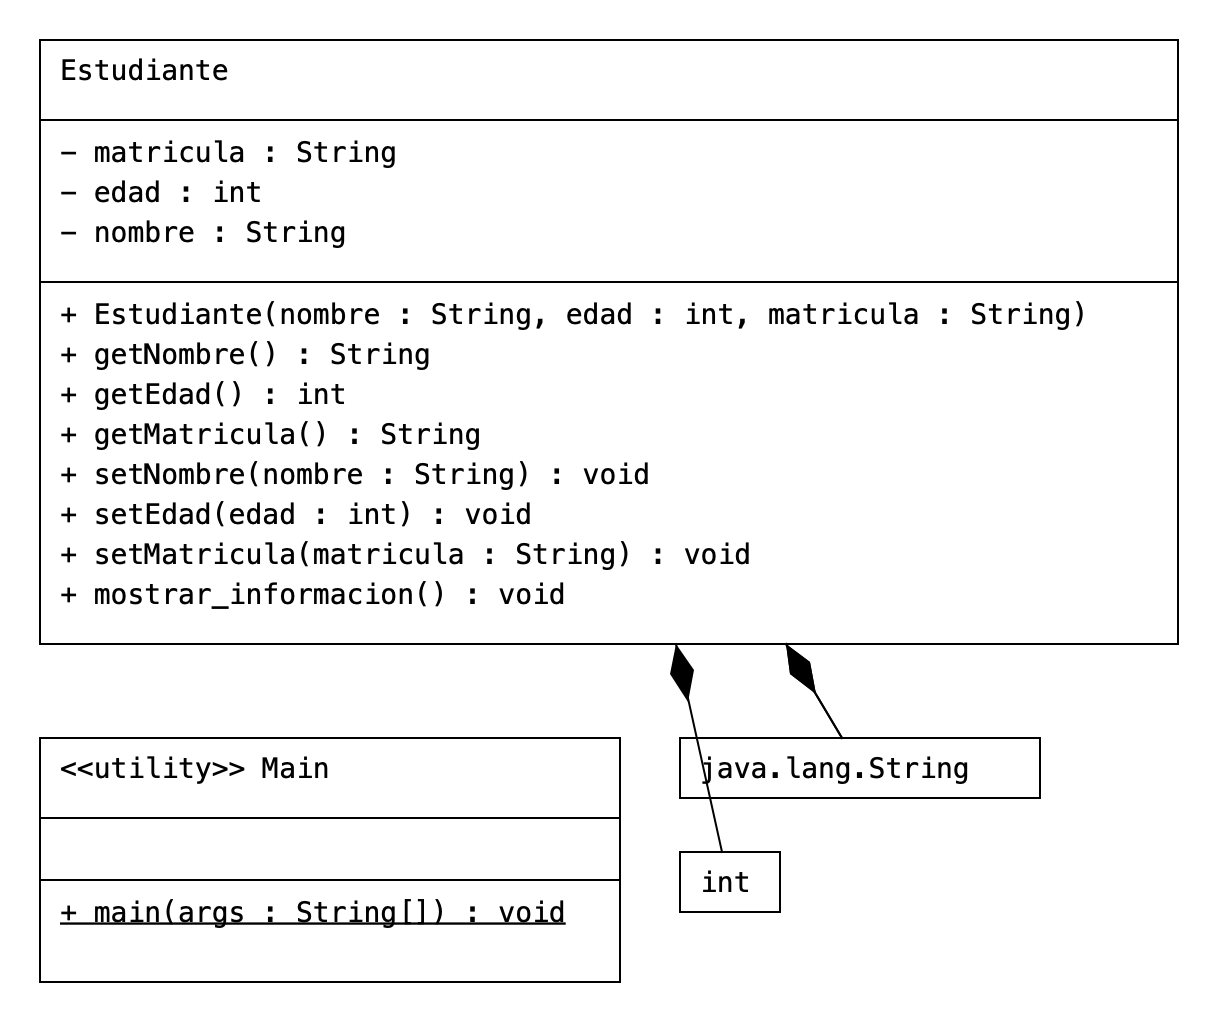 Estudiante
- matricula : String
- edad : int
- nombre : String
+ Estudiante(nombre : String, edad : int, matricula : String)
+ getNombre() : String
+ getEdad() : int
+ getMatricula() : String
+ setNombre(nombre : String) : void
+ setEdad(edad : int) : void
+ setMatricula(matricula : String) : void
+ mostrar_informacion() : void
<<utility>> Main
+ main(args : String[]) : void
java.lang.String
int